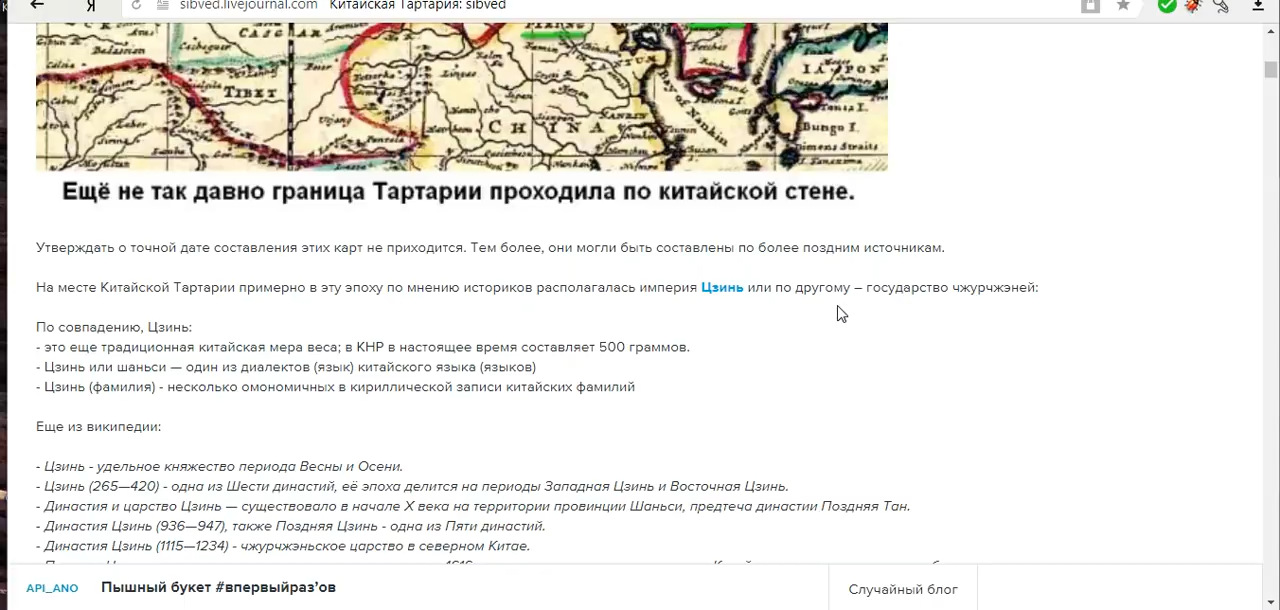 Я sibved.livejournal.com Китайская Тартария: sibved
CASCHAR
TIBET
CHINA
IAPPON
Bungo I.
Dimens Straits
Ещё не так давно граница Тартарии проходила по китайской стене.
Утверждать о точной дате составления этих карт не приходится. Тем более, они могли быть составлены по более поздним источникам.
На месте Китайской Тартарии примерно в эту эпоху по мнению историков располагалась империя Цзинь или по другому – государство чжурчжэней:
По совпадению, Цзинь:
- это еще традиционная китайская мера веса; в КНР в настоящее время составляет 500 граммов.
- Цзинь или шаньси — один из диалектов (язык) китайского языка (языков)
- Цзинь (фамилия) - несколько омономичных в кириллической записи китайских фамилий
Еще из википедии:
- Цзинь - удельное княжество периода Весны и Осени.
- Цзинь (265—420) - одна из Шести династий, её эпоха делится на периоды Западная Цзинь и Восточная Цзинь.
- Династия и царство Цзинь — существовало в начале X века на территории провинции Шаньси, предтеча династии Поздняя Тан.
- Династия Цзинь (936—947), также Поздняя Цзинь - одна из Пяти династий.
- Династия Цзинь (1115—1234) - чжурчжэньское царство в северном Китае.
API_ANO Пышный букет #впервыйраз'ов Случайный блог